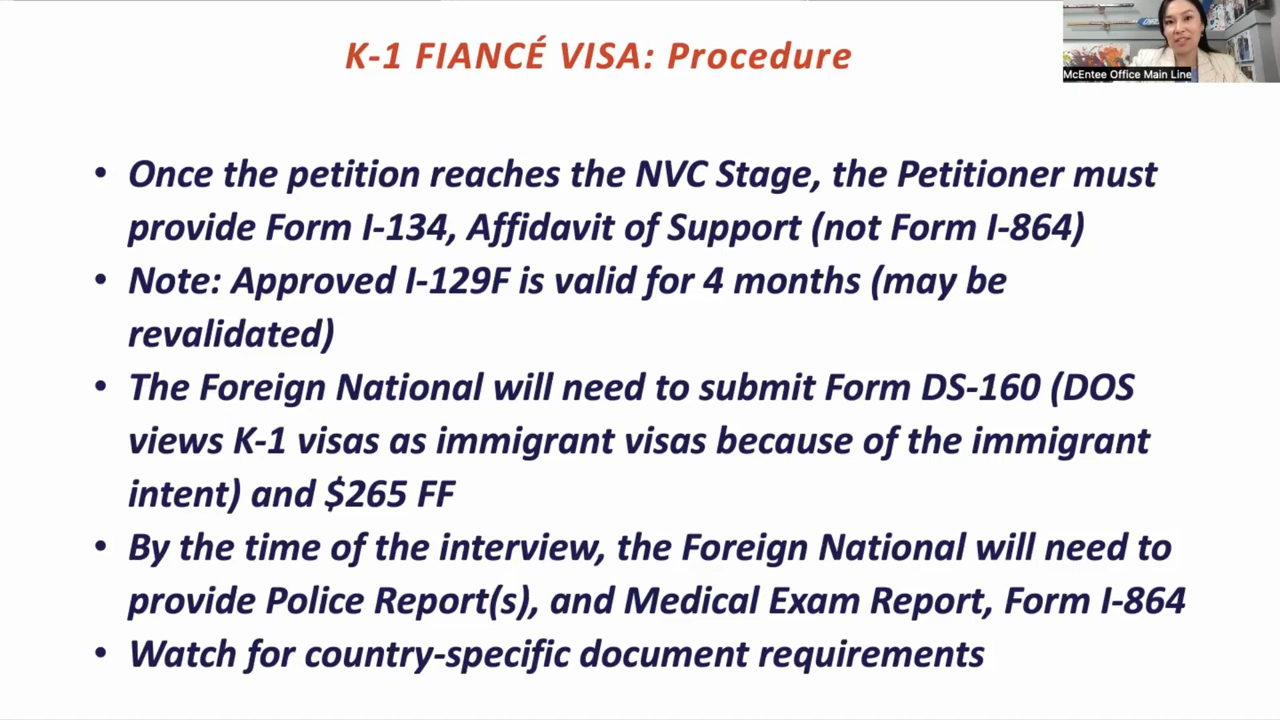 K-1 FIANCÉ VISA: Procedure
McEntee Office Main Line
• Once the petition reaches the NVC Stage, the Petitioner must
provide Form I-134, Affidavit of Support (not Form I-864)
• Note: Approved I-129F is valid for 4 months (may be
revalidated)
• The Foreign National will need to submit Form DS-160 (DOS
views K-1 visas as immigrant visas because of the immigrant
intent) and $265 FF
• By the time of the interview, the Foreign National will need to
provide Police Report(s), and Medical Exam Report, Form I-864
• Watch for country-specific document requirements